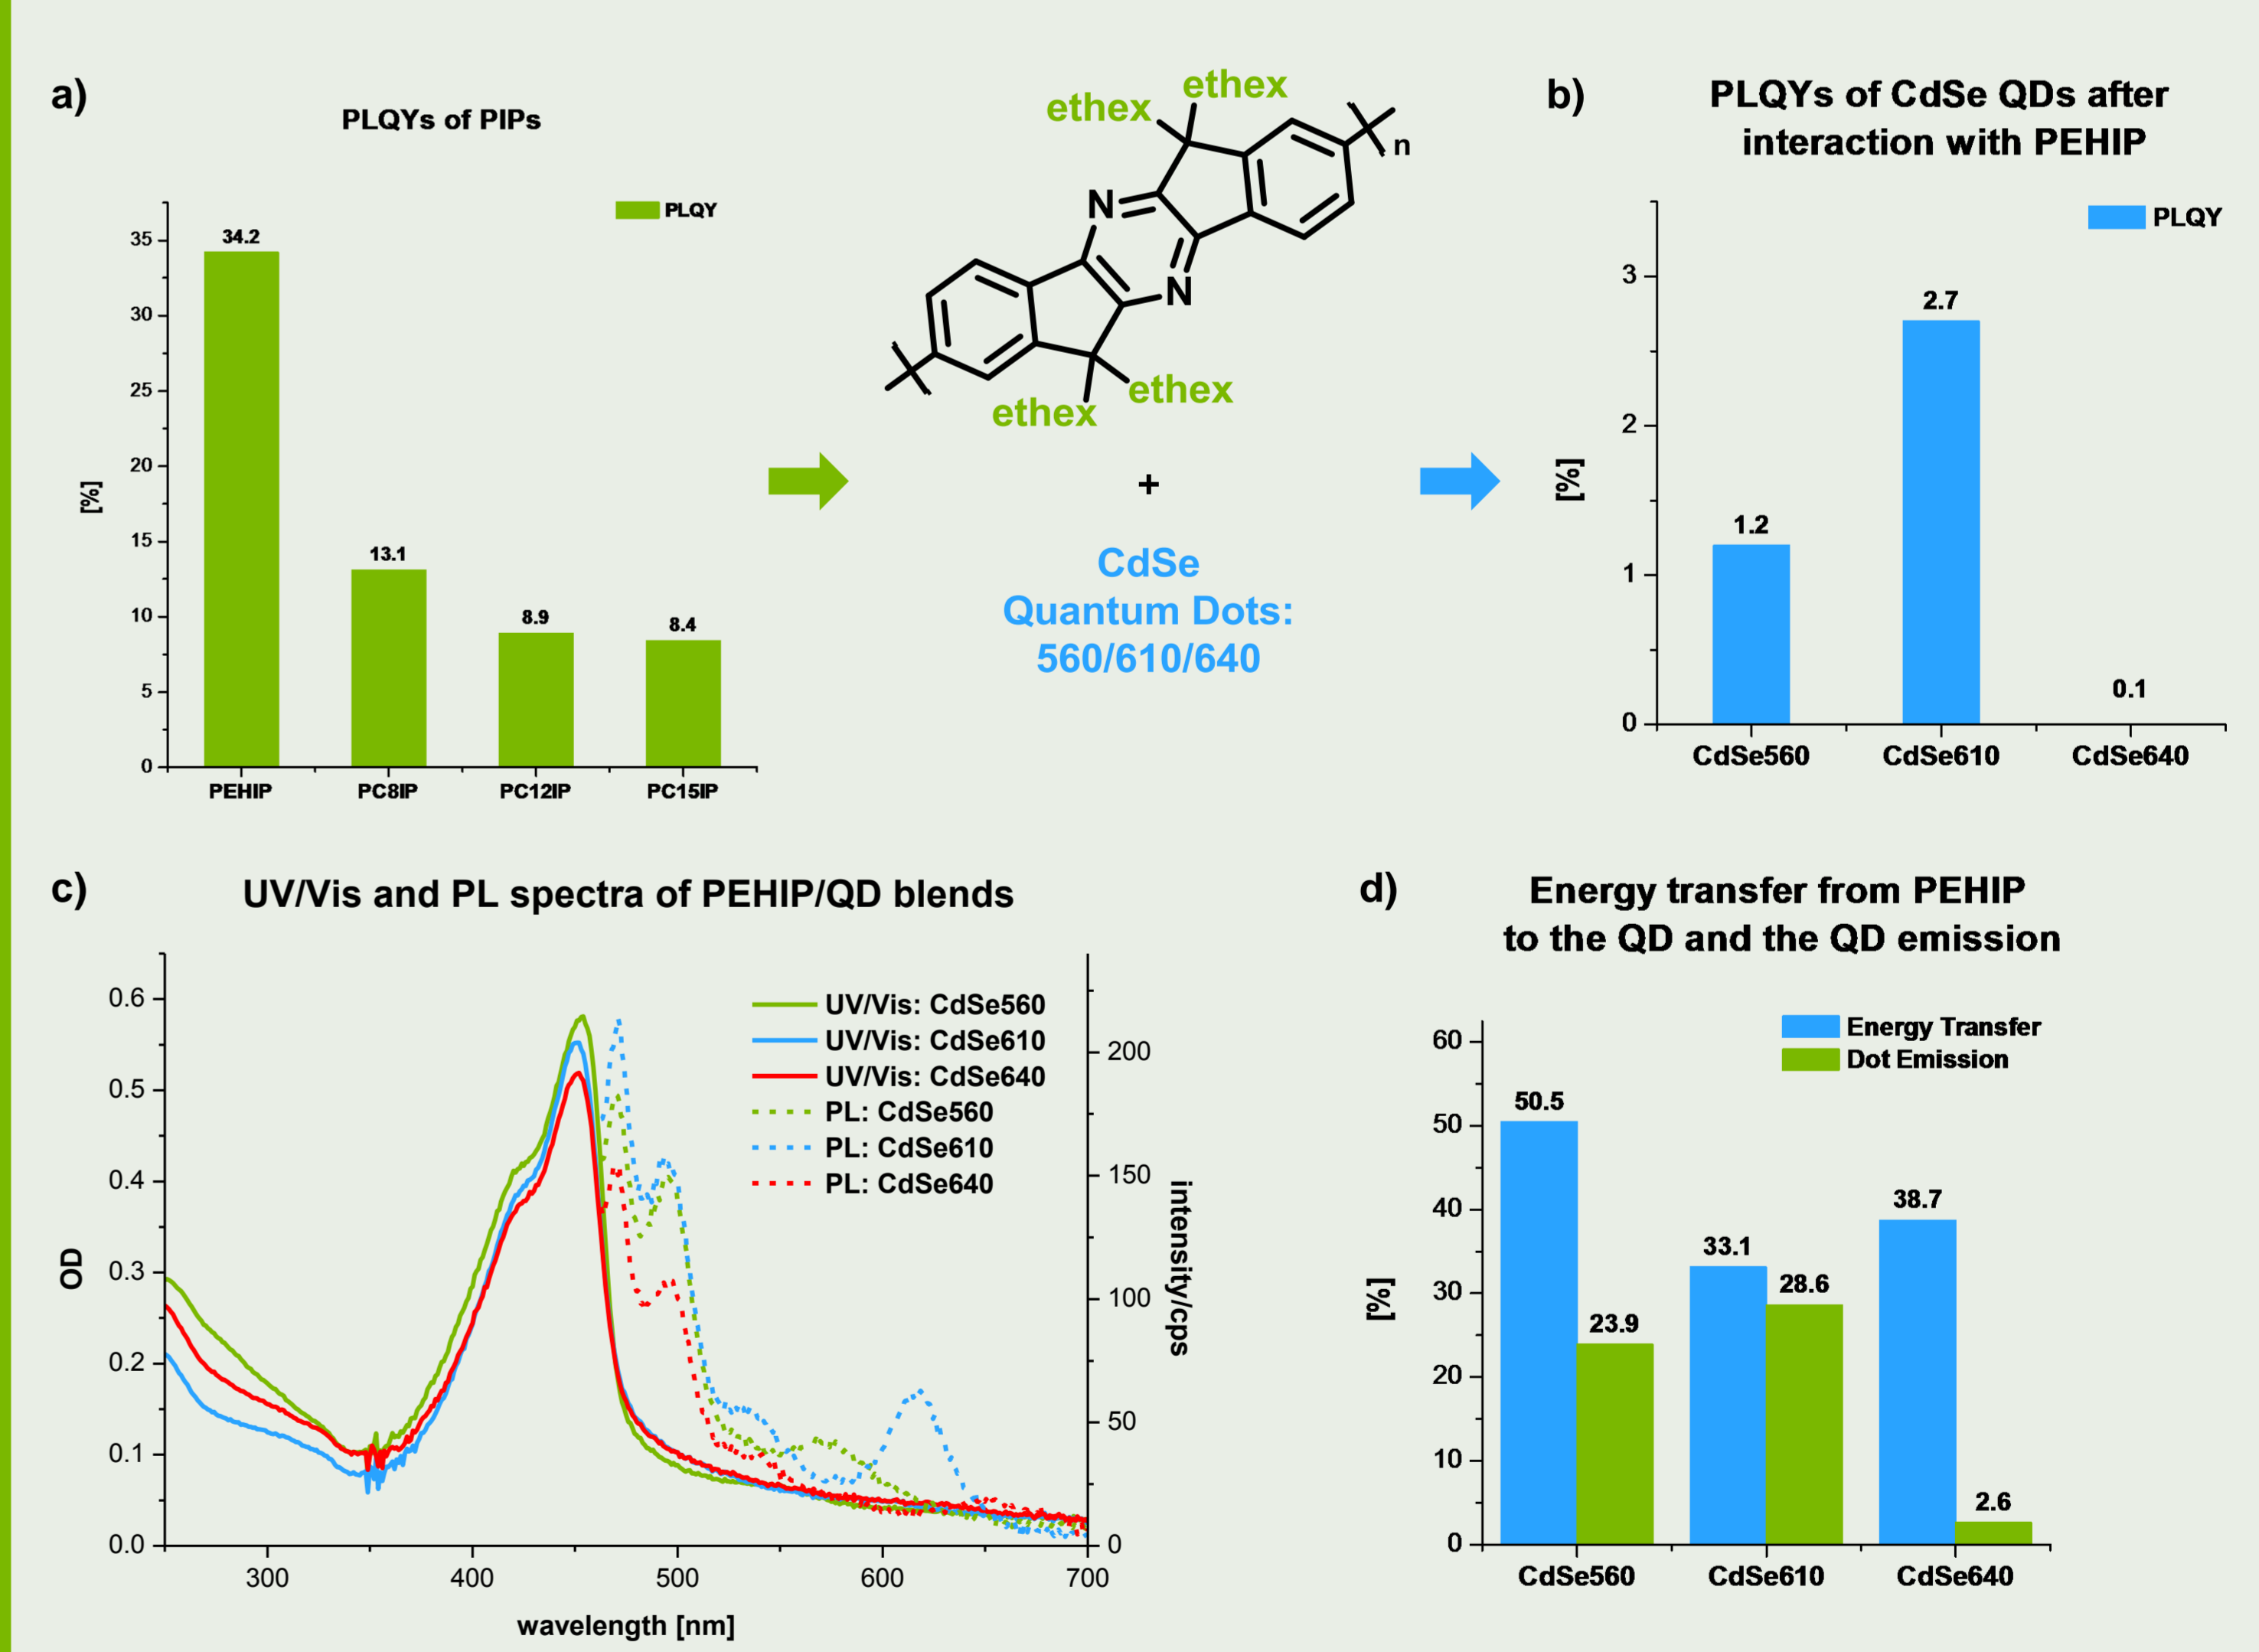 a)
PLQYs of PIPs
PLQY
[%]
35
30
25
20
15
10
5
0
34.2
13.1
8.9
8.4
PEHIP
PC8IP
PC12IP
PC15IP
ethex
ethex
n
N
N
ethex
ethex
+
CdSe
Quantum Dots:
560/610/640
b)
PLQYs of CdSe QDs after
interaction with PEHIP
PLQY
[%]
3
2
1
0
1.2
2.7
0.1
CdSe560
CdSe610
CdSe640
c)
UV/Vis and PL spectra of PEHIP/QD blends
UV/Vis: CdSe560
UV/Vis: CdSe610
UV/Vis: CdSe640
PL: CdSe560
PL: CdSe610
PL: CdSe640
OD
0.6
0.5
0.4
0.3
0.2
0.1
0.0
200
150
100
50
0
intensity/cps
300
400
500
600
700
wavelength [nm]
d)
Energy transfer from PEHIP
to the QD and the QD emission
Energy Transfer
Dot Emission
[%]
60
50
40
30
20
10
0
50.5
23.9
33.1
28.6
38.7
2.6
CdSe560
CdSe610
CdSe640